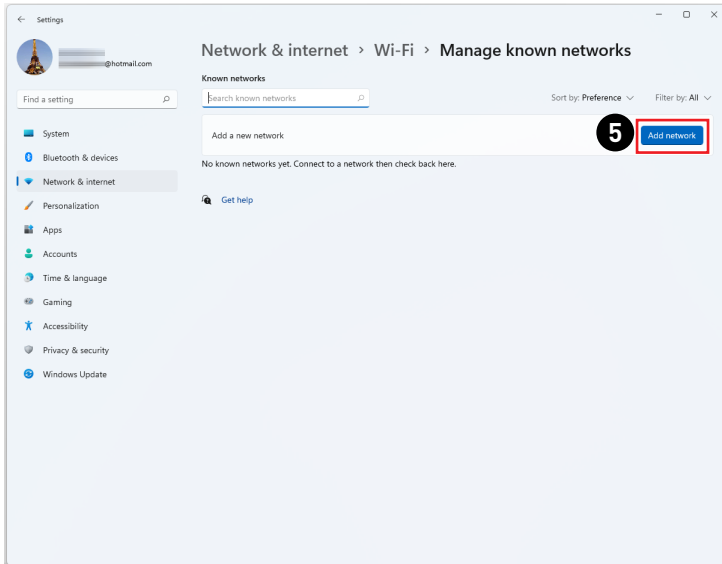 Settings
@hotmail.com
Find a setting
System
Bluetooth & devices
Network & internet
Personalization
Apps
Accounts
Time & language
Gaming
Accessibility
Privacy & security
Windows Update
Network & internet > Wi-Fi > Manage known networks
Known networks
Search known networks
Sort by: Preference
Filter by: All
Add a new network
5
Add network
No known networks yet. Connect to a network then check back here.
Get help